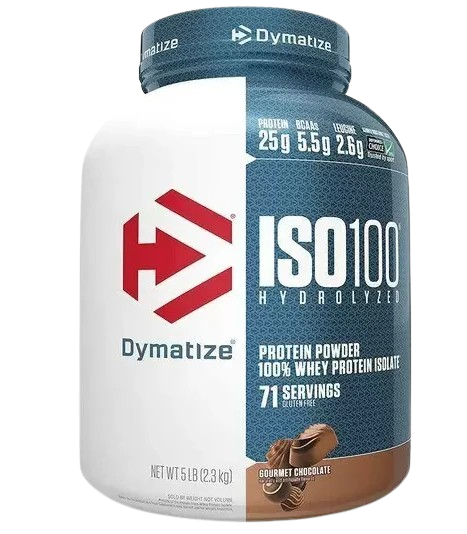 matize
Dymatize
PROTEIN BCAAs LEUCINE
25g 5.5g 2.6g
CHOICE
Trusted by sport
ISO100
HYDROLYZED
Dymatize®
PROTEIN POWDER
100% WHEY PROTEIN ISOLATE
71 SERVINGS
GLUTEN FREE
NET WT 5 LB (2.3 kg)
GOURMET CHOCOLATE
SOLD BY WEIGHT NOT VOLUME